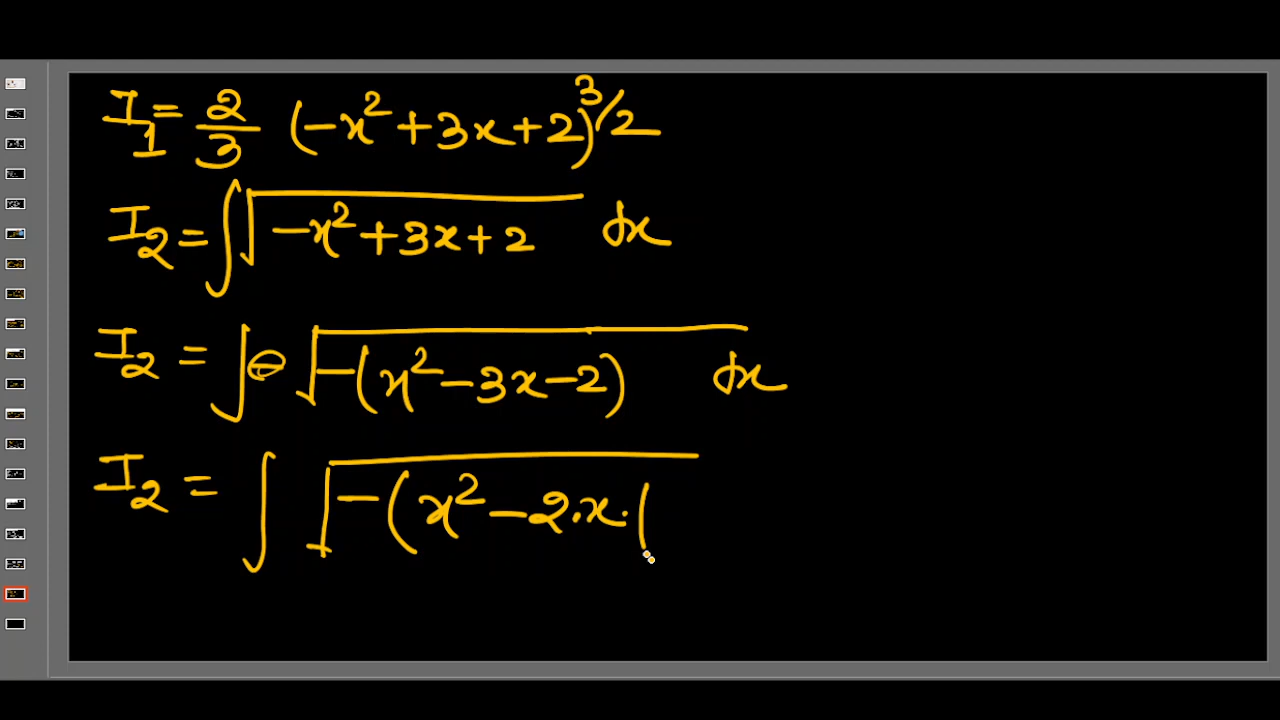 I₁ = 2/3 (-x² + 3x + 2)^3/2
I₂ = ∫ √(-x² + 3x + 2) dx
I₂ = ∫ √(-(x² - 3x - 2)) dx
I₂ = ∫ √(-(x² - 2·x·(